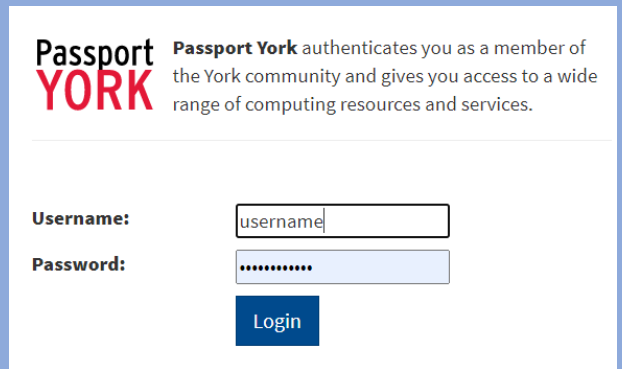 Passport
YORK
Passport York authenticates you as a member of
the York community and gives you access to a wide
range of computing resources and services.
Username:
username
Password:
••••••••••••
Login